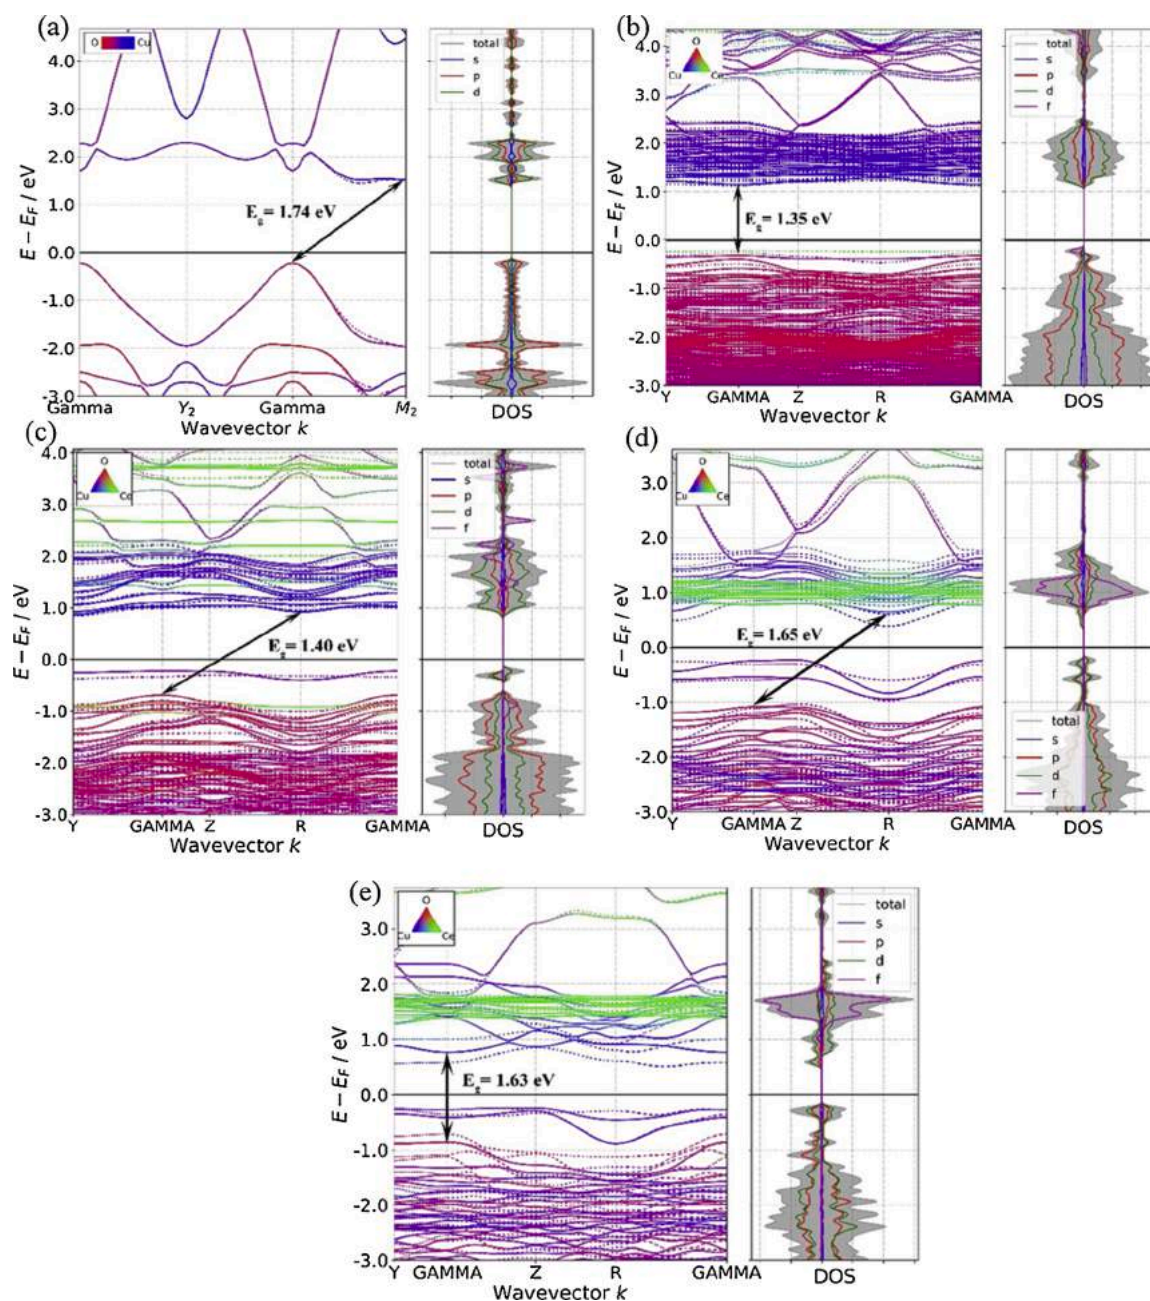 (a)
O Cu
total
s
p
d
E − E_F / eV
3.0
2.0
1.0
0.0
-1.0
-2.0
-3.0
E_g = 1.74 eV
Gamma Y₂ Gamma M₂
Wavevector k
DOS
(b)
O
Cu Ce
total
s
p
d
f
E − E_F / eV
4.0
3.0
2.0
1.0
0.0
-1.0
-2.0
-3.0
E_g = 1.35 eV
Y GAMMA Z R GAMMA
Wavevector k
DOS
(c)
O
Cu Ce
total
s
p
d
f
E − E_F / eV
4.0
3.0
2.0
1.0
0.0
-1.0
-2.0
-3.0
E_g = 1.40 eV
Y GAMMA Z R GAMMA
Wavevector k
DOS
(d)
O
Cu Ce
E − E_F / eV
3.0
2.0
1.0
0.0
-1.0
-2.0
-3.0
E_g = 1.65 eV
total
s
p
d
f
Y GAMMA Z R GAMMA
Wavevector k
DOS
(e)
O
Cu Ce
total
s
p
d
f
E − E_F / eV
3.0
2.0
1.0
0.0
-1.0
-2.0
-3.0
E_g = 1.63 eV
Y GAMMA Z R GAMMA
Wavevector k
DOS